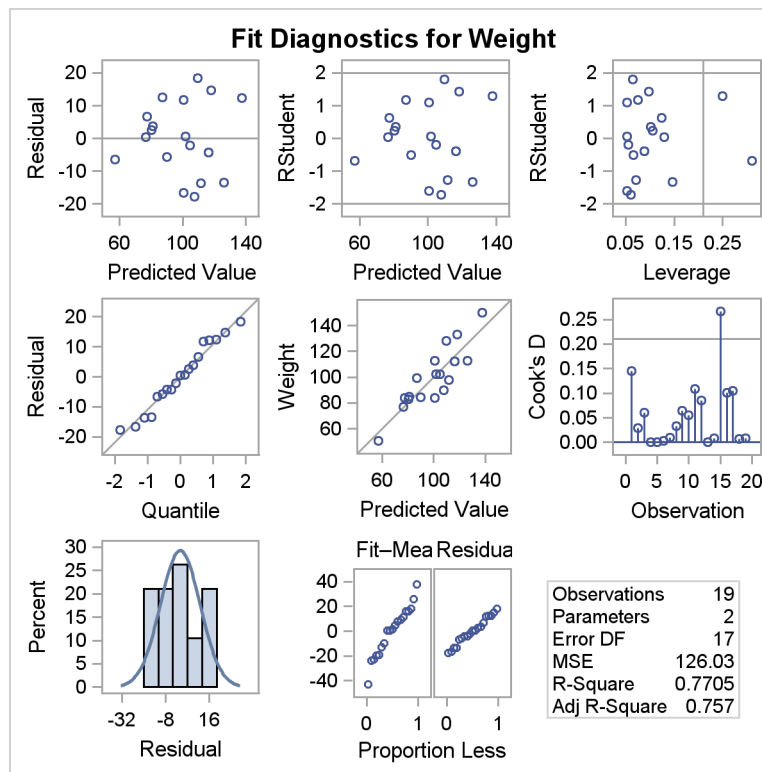 Fit Diagnostics for Weight
Residual
20
10
0
-10
-20
60 100 140
Predicted Value
RStudent
2
1
0
-1
-2
60 100 140
Predicted Value
RStudent
2
1
0
-1
-2
0.05 0.15 0.25
Leverage
Residual
20
10
0
-10
-20
-2 -1 0 1 2
Quantile
Weight
140
120
100
80
60
60 100 140
Predicted Value
Cook's D
0.25
0.20
0.15
0.10
0.05
0.00
0 5 10 15 20
Observation
Percent
30
25
20
15
10
5
0
-32 -8 16
Residual
Fit–Mea Residua
40
20
0
-20
-40
0 1 0 1
Proportion Less
Observations 19
Parameters 2
Error DF 17
MSE 126.03
R-Square 0.7705
Adj R-Square 0.757